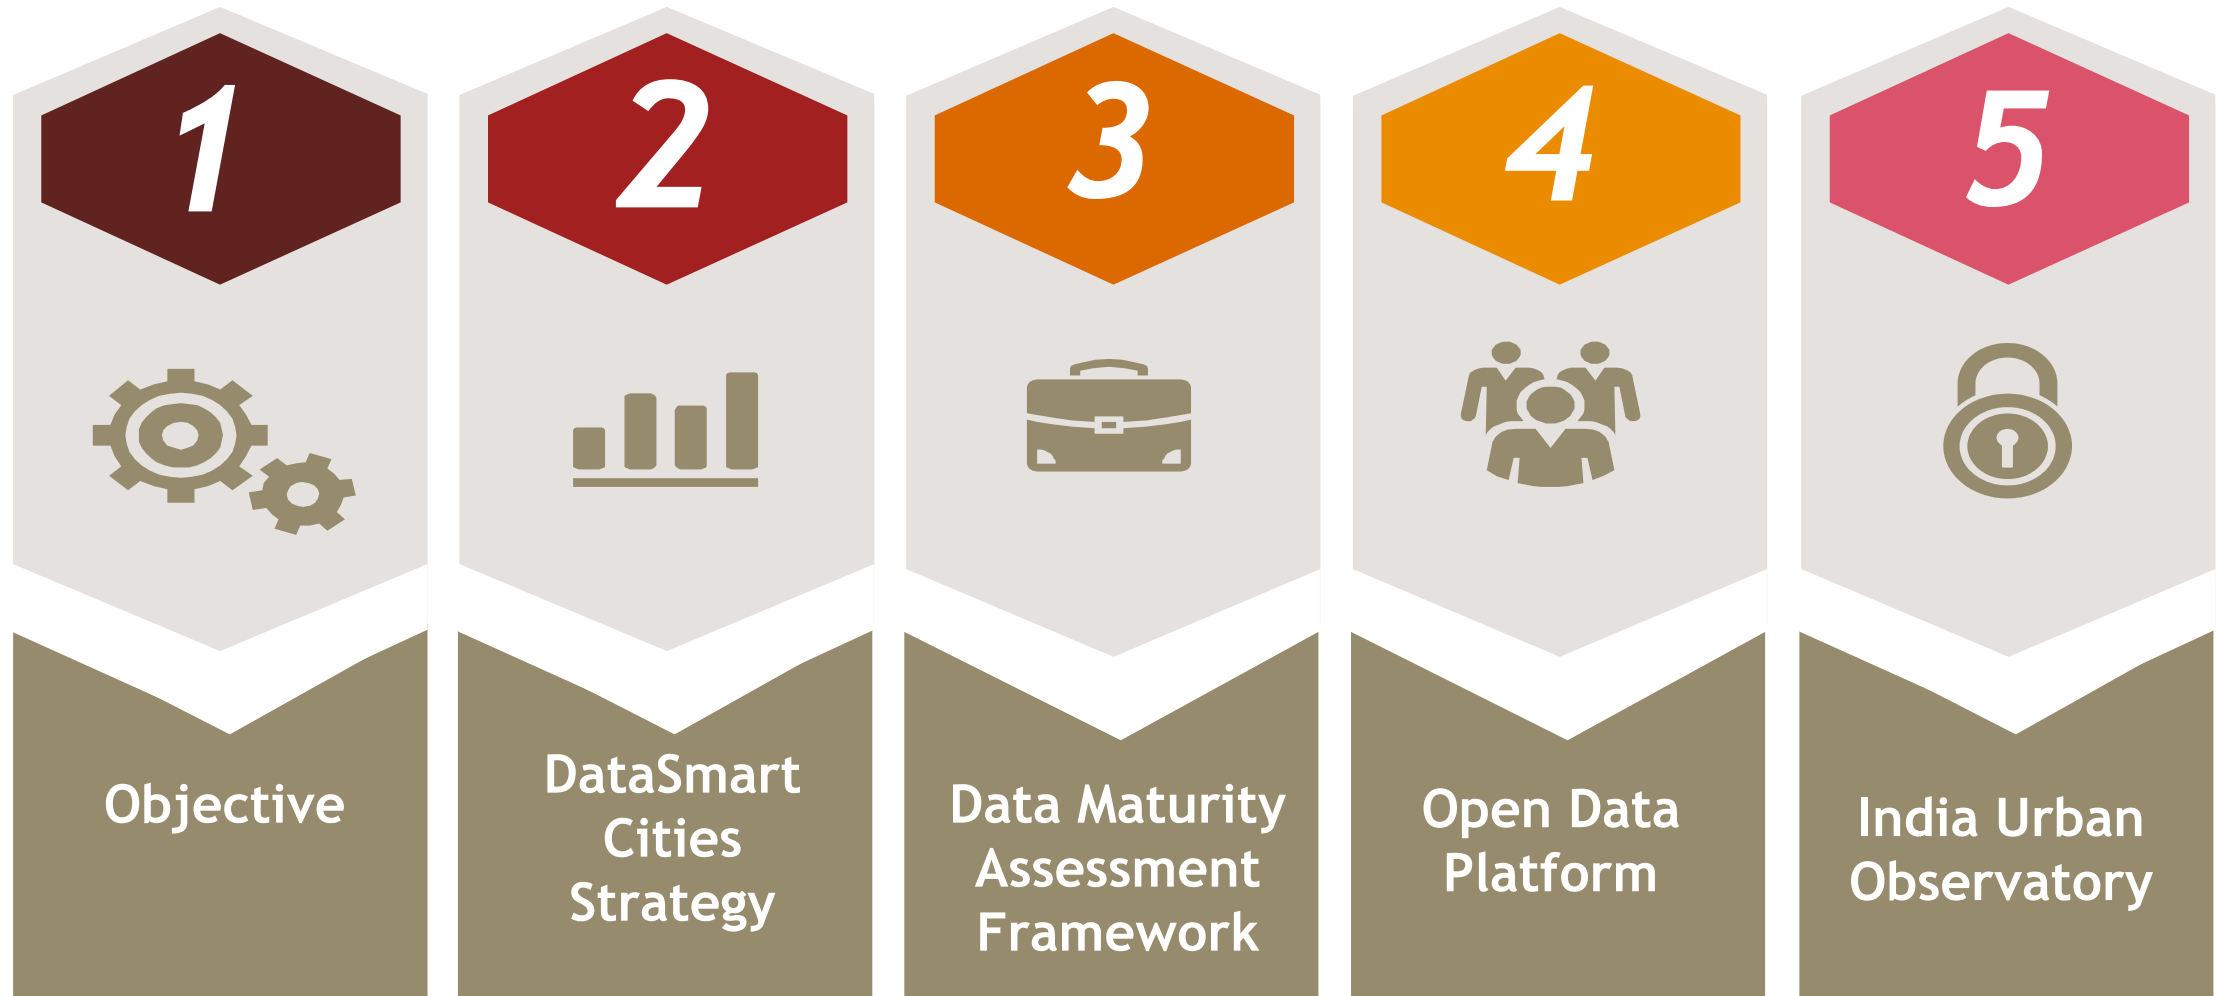 1
Objective
2
DataSmart
Cities
Strategy
3
Data Maturity
Assessment
Framework
4
Open Data
Platform
5
India Urban
Observatory